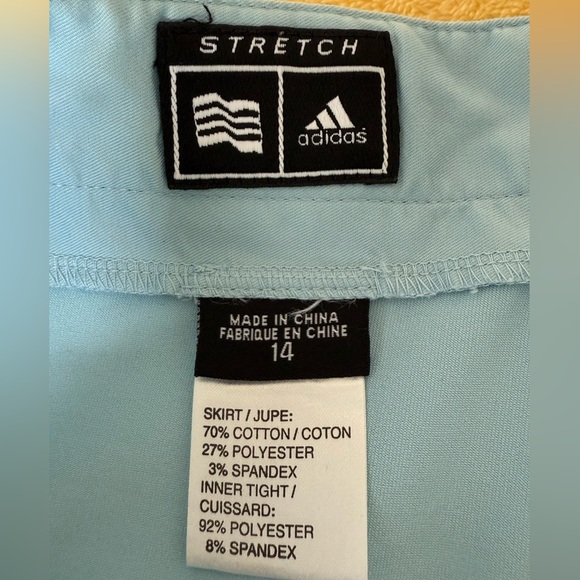 STRETCH
adidas
MADE IN CHINA
FABRIQUE EN CHINE
14
SKIRT / JUPE:
70% COTTON / COTON
27% POLYESTER
3% SPANDEX
INNER TIGHT /
CUISSARD:
92% POLYESTER
8% SPANDEX